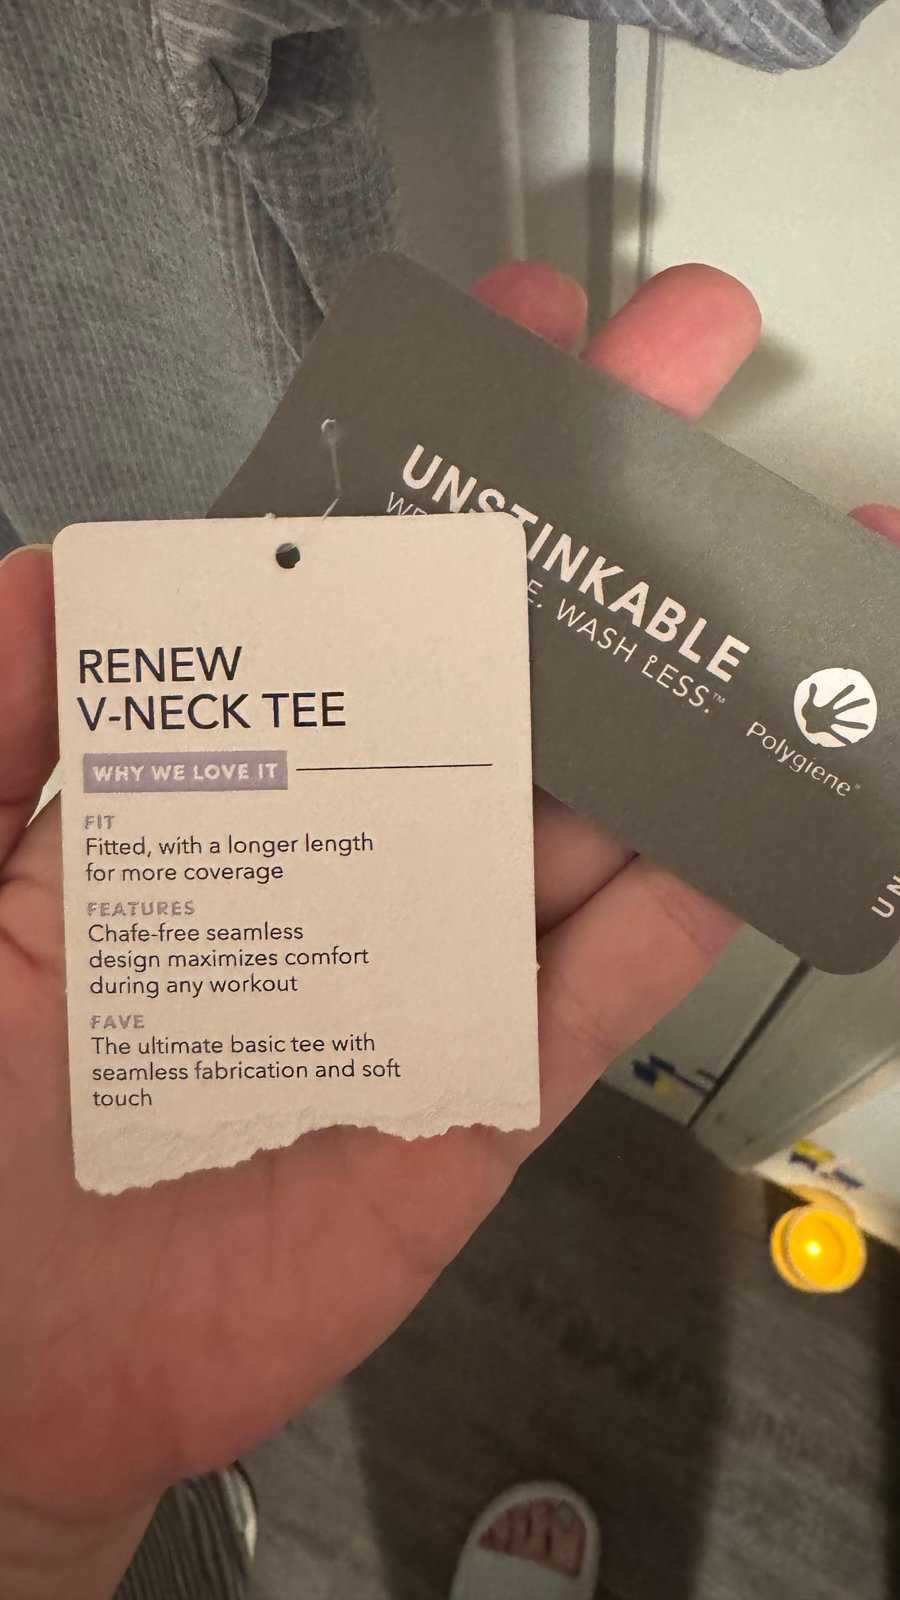 RENEW
V-NECK TEE
WHY WE LOVE IT
FIT
Fitted, with a longer length
for more coverage
FEATURES
Chafe-free seamless
design maximizes comfort
during any workout
FAVE
The ultimate basic tee with
seamless fabrication and soft
touch
UNSTINKABLE
WASH LESS.™
Polygiene®
UN